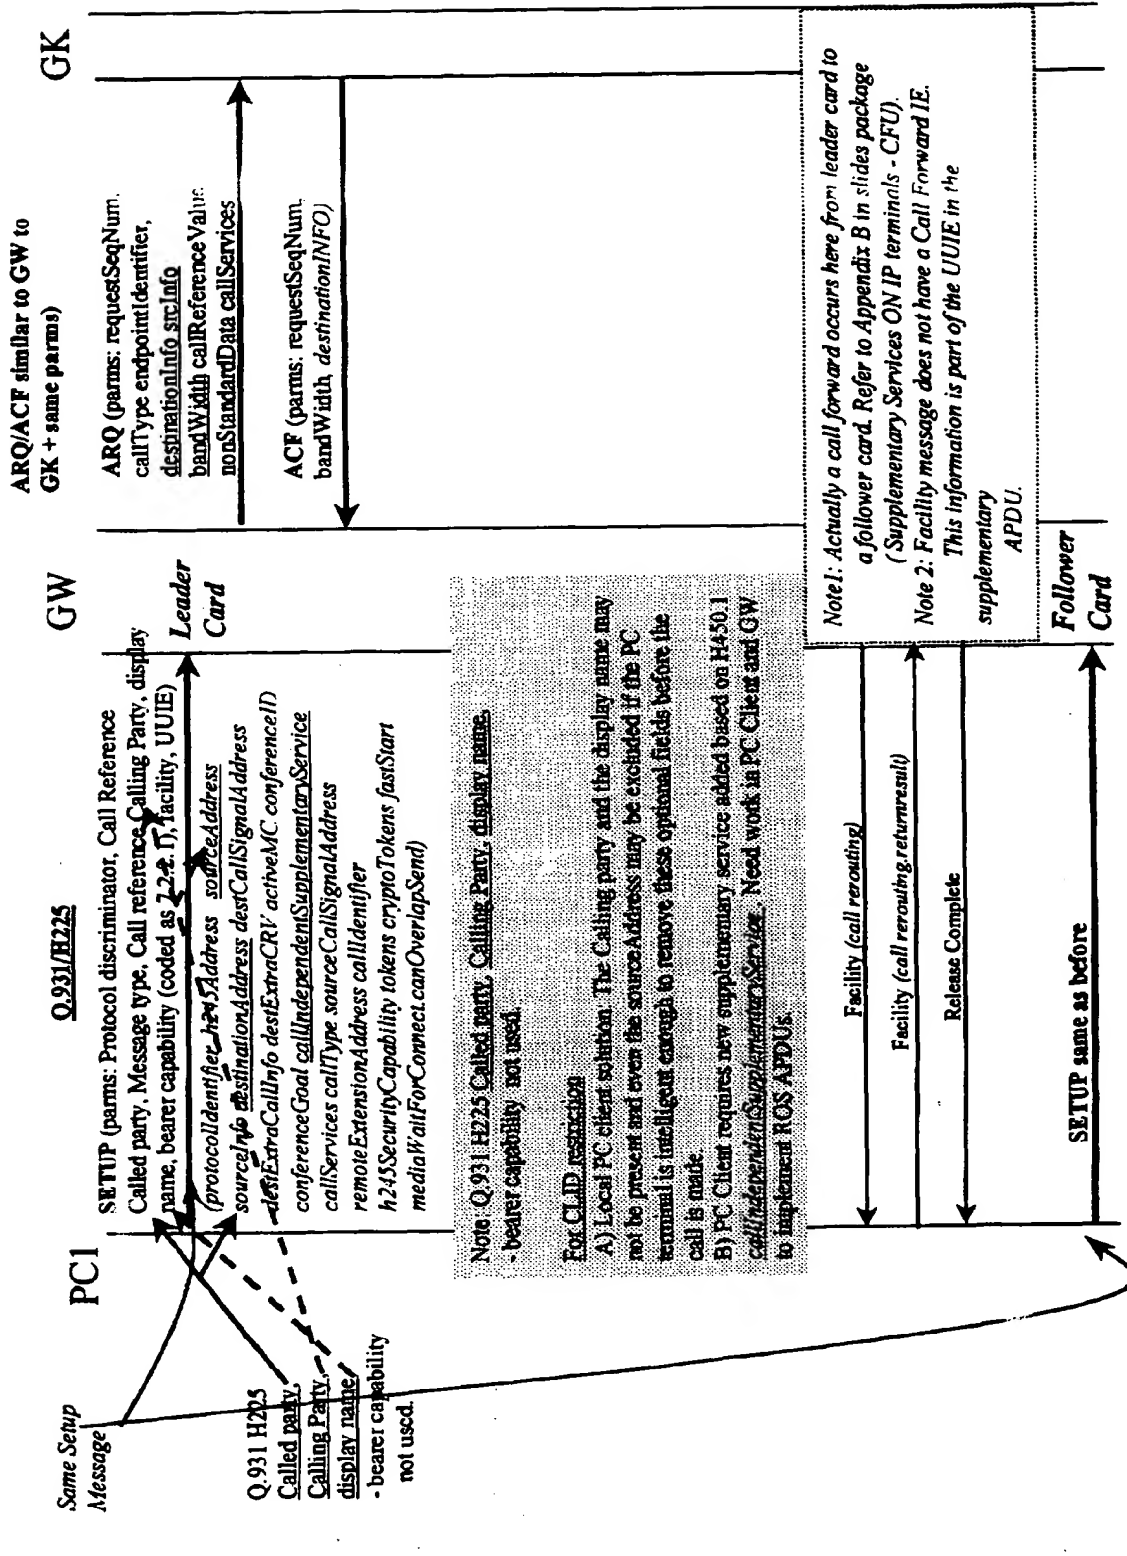 ARQ/ACF similar to GW to
GK + same parms)
PC1
Q.931/H225
GW
GK
Same Setup
Message
SETUP (parms: Protocol discriminator, Call Reference
Called party, Message type, Call reference, Calling Party, display
name, bearer capability (coded as 7.2.2.1), facility, UUIE)
(protocolIdentifier h245Address sourceAddress
sourceInfo destinationAddress destCallSignalAddress
destExtraCallInfo destExtraCRV activeMC conferenceID
conferenceGoal callIndependentSupplementaryService
callServices callType sourceCallSignalAddress
remoteExtensionAddress callIdentifier
h245SecurityCapability tokens cryptoTokens fastStart
mediaWaitForConnect.canOverlapSend)
Leader
Card
ARQ (parms: requestSeqNum,
callType endpointIdentifier,
destinationInfo srcInfo
bandWidth callReferenceValue
nonStandardData callServices
ACF (parms: requestSeqNum,
bandWidth, destinationINFO)
Q.931 H225
Called party,
Calling Party,
display name,
- bearer capability
not used.
Note: Q.931 H225 Called party, Calling Party, display name,
- bearer capability not used.
For CLID restriction
A) Local PC client solution: The Calling party and the display name may
not be present and even the sourceAddress may be excluded if the PC
terminal is intelligent enough to remove these optional fields before the
call is made
B) PC Client requires new supplementary service added based on H450.1
callIndependentSupplementaryService. Need work in PC Client and GW
to implement ROS APDUs.
Note1: Actually a call forward occurs here from leader card to
a follower card. Refer to Appendix B in slides package
(Supplementary Services ON IP terminals - CFU).
Note 2: Facility message does not have a Call Forward IE.
This information is part of the UUIE in the
supplementary
APDU.
Facility (call rerouting)
Facility (call rerouting.returnresult)
Release Complete
Follower
Card
SETUP same as before